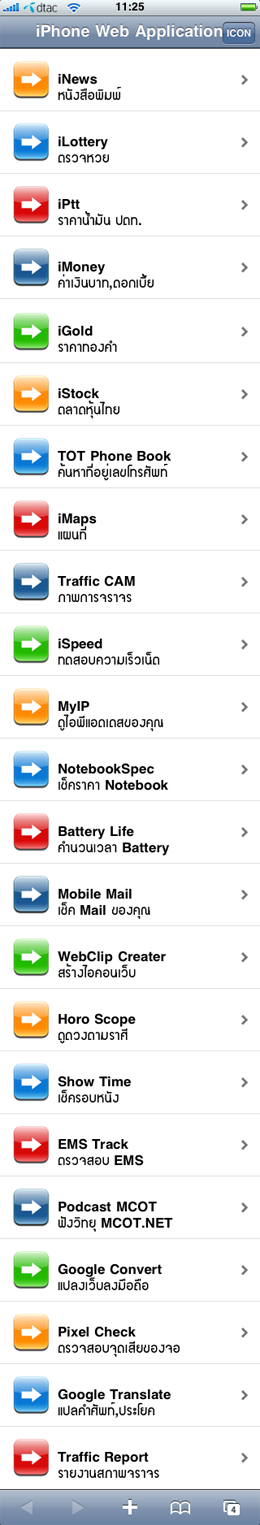 dtac 11:25
iPhone Web Application ICON
iNews
หนังสือพิมพ์
iLottery
ตรวจหวย
iPtt
ราคาน้ำมัน ปตท.
iMoney
ค่าเงินบาท,ดอกเบี้ย
iGold
ราคาทองคำ
iStock
ตลาดหุ้นไทย
TOT Phone Book
ค้นหาที่อยู่เลขโทรศัพท์
iMaps
แผนที่
Traffic CAM
ภาพการจราจร
iSpeed
ทดสอบความเร็วเน็ต
MyIP
ดูไอพีแอดเดสของคุณ
NotebookSpec
เช็คราคา Notebook
Battery Life
คำนวนเวลา Battery
Mobile Mail
เช็ค Mail ของคุณ
WebClip Creater
สร้างไอคอนเว็บ
Horo Scope
ดูดวงตามราศี
Show Time
เช็ครอบหนัง
EMS Track
ตรวจสอบ EMS
Podcast MCOT
ฟังวิทยุ MCOT.NET
Google Convert
แปลงเว็บลงมือถือ
Pixel Check
ตรวจสอบจุดเสียของจอ
Google Translate
แปลคำศัพท์,ประโยค
Traffic Report
รายงานสภาพจราจร
4